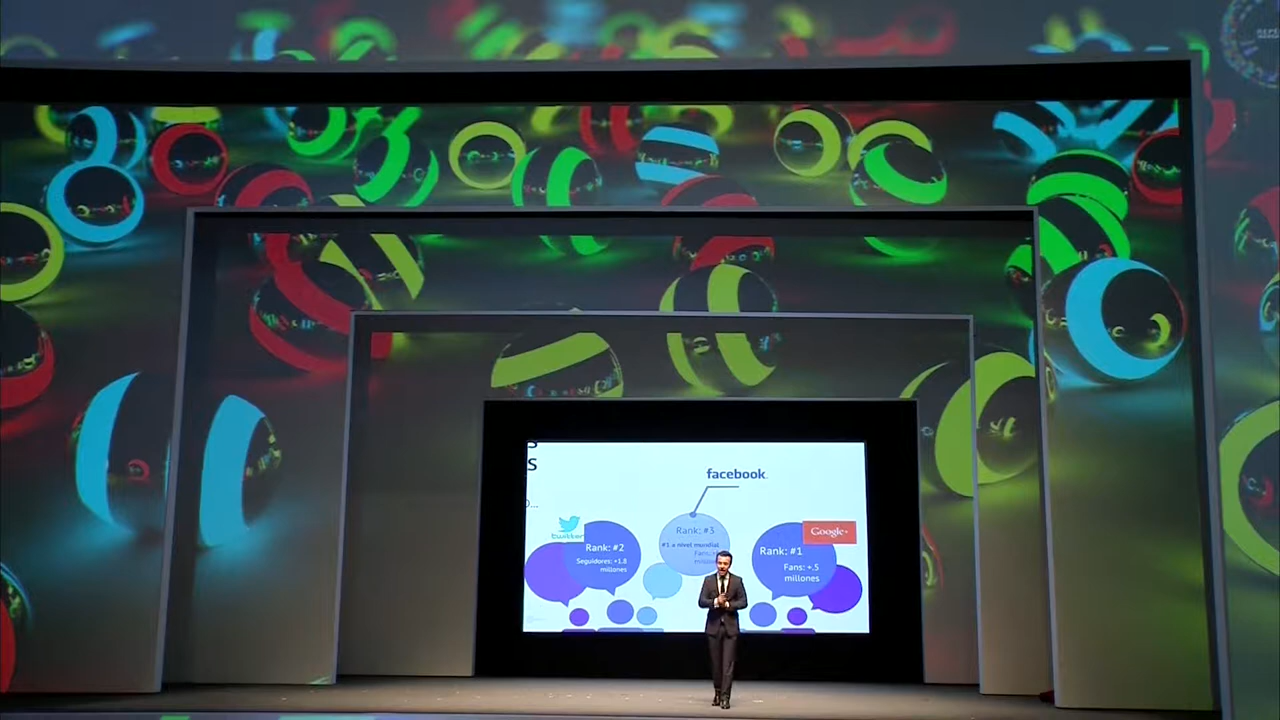 S
S
facebook.
twitter
Rank: #2
Seguidores: +1.8
millones
Rank: #3
#1 a nivel mundial
Fans:
Google+
Rank: #1
Fans: +.5
millones